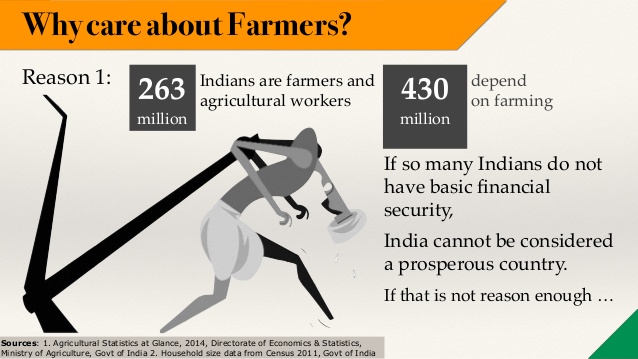 Why care about Farmers?
Reason 1:
263
million
Indians are farmers and
agricultural workers
430
million
depend
on farming
If so many Indians do not
have basic financial
security,
India cannot be considered
a prosperous country.
If that is not reason enough …
Sources: 1. Agricultural Statistics at Glance, 2014, Directorate of Economics & Statistics,
Ministry of Agriculture, Govt of India 2. Household size data from Census 2011, Govt of India